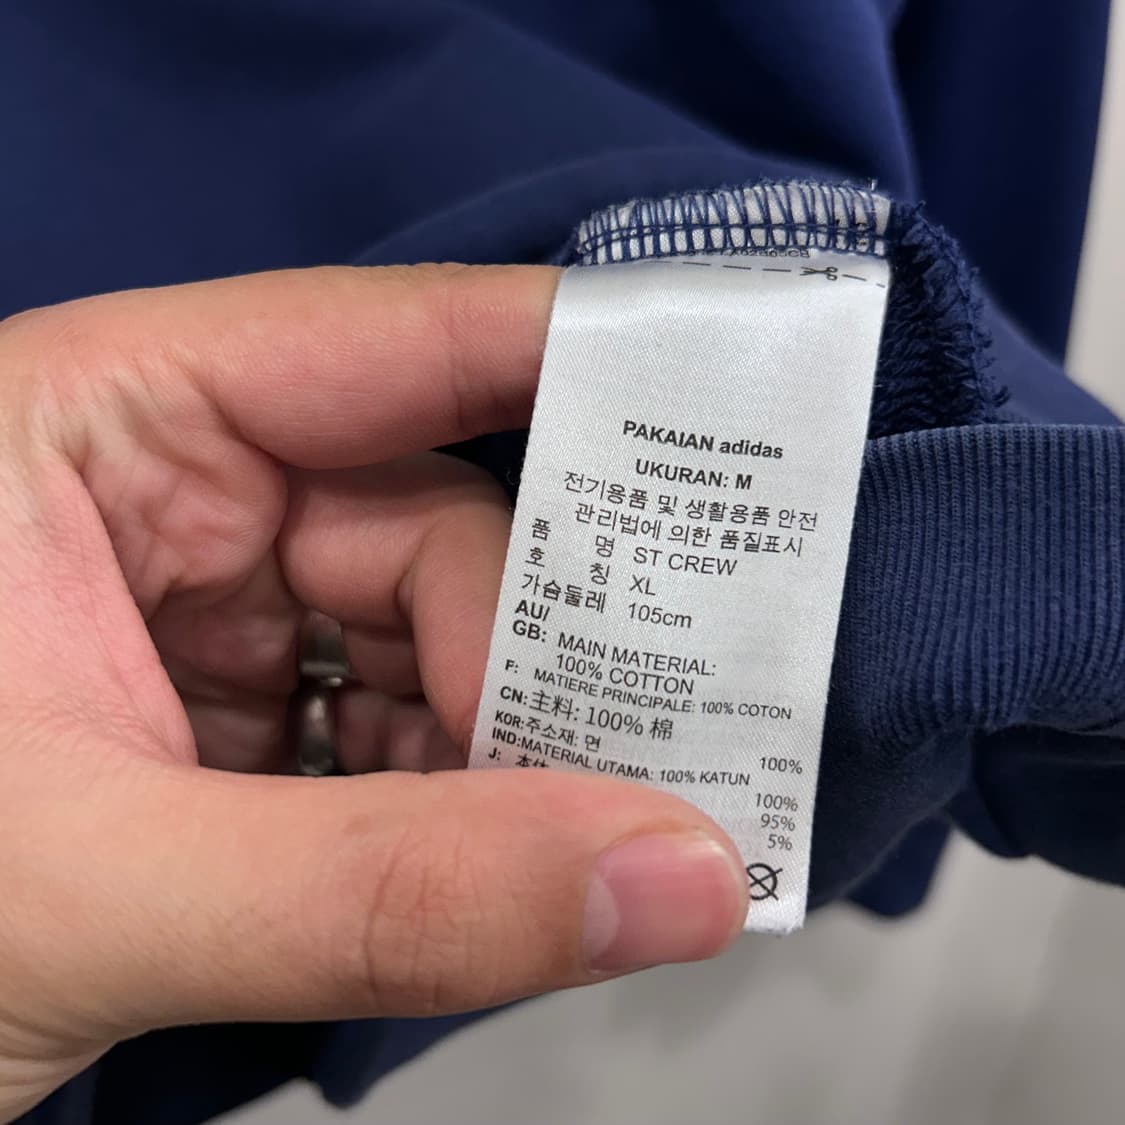 PAKAIAN adidas
UKURAN: M
전기용품 및 생활용품 안전
관리법에 의한 품질표시
품 명 ST CREW
호 칭 XL
가슴둘레 105cm
AU/
GB: MAIN MATERIAL:
100% COTTON
F: MATIERE PRINCIPALE: 100% COTON
CN: 主料: 100% 棉
KOR: 주소재: 면 100%
IND: MATERIAL UTAMA: 100% KATUN
J: 本体 100%
95%
5%